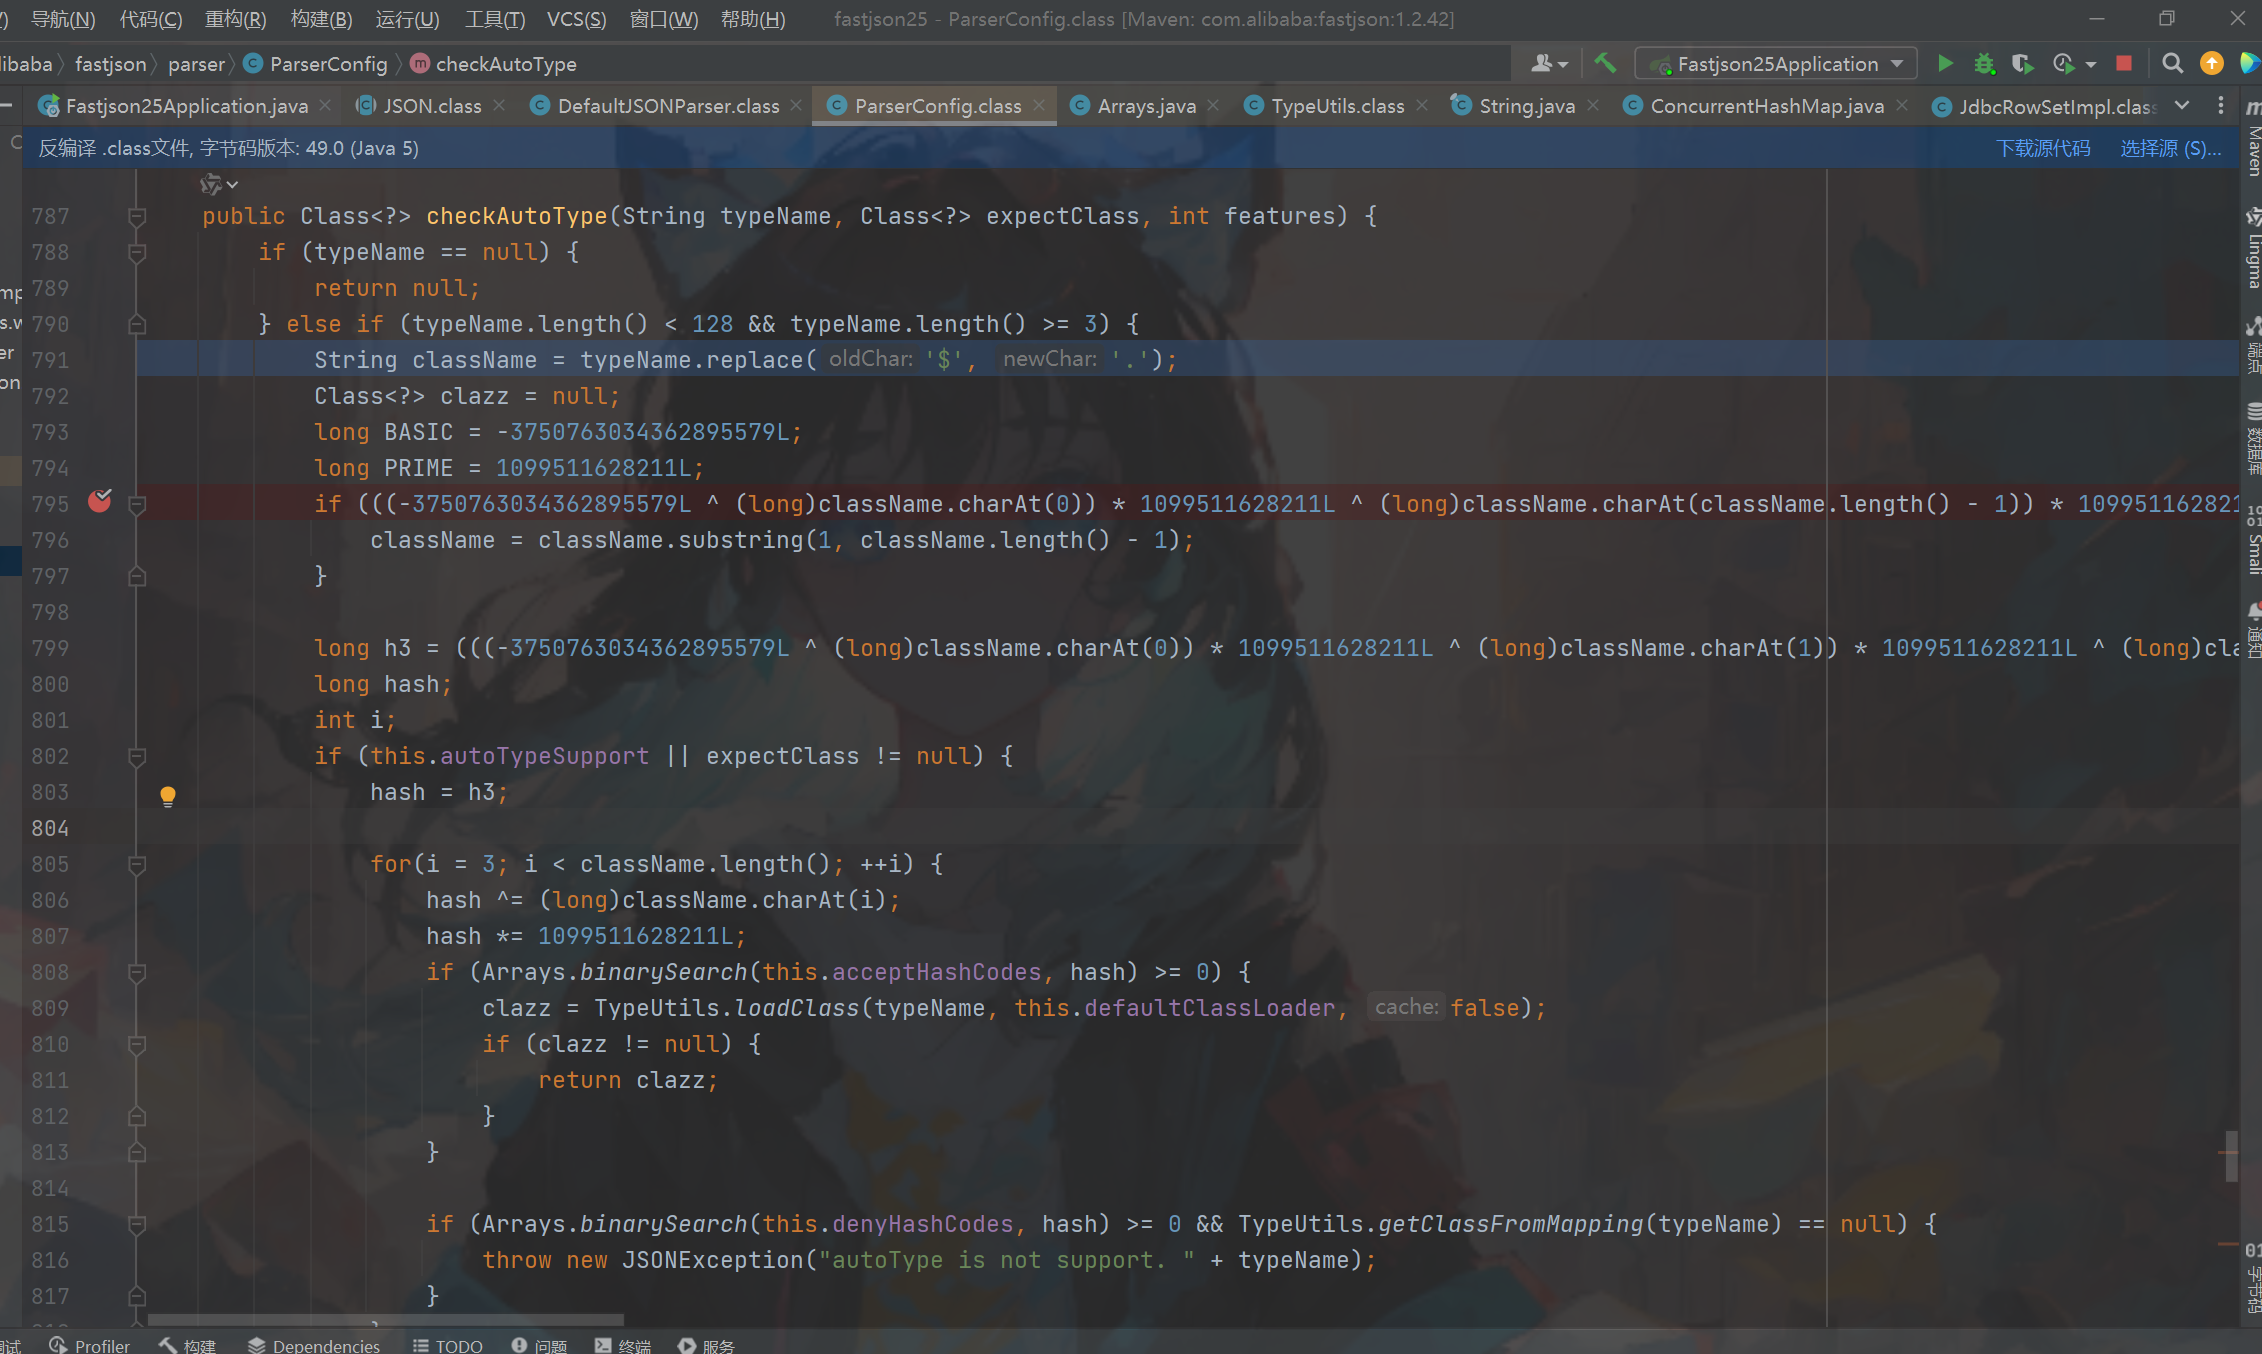 导航(N) 代码(C) 重构(R) 构建(B) 运行(U) 工具(T) VCS(S) 窗口(W) 帮助(H) fastjson25 - ParserConfig.class [Maven: com.alibaba:fastjson:1.2.42]
libaba fastjson parser ParserConfig checkAutoType Fastjson25Application
Fastjson25Application.java JSON.class DefaultJSONParser.class ParserConfig.class Arrays.java TypeUtils.class String.java ConcurrentHashMap.java JdbcRowSetImpl.class
反编译 .class文件, 字节码版本: 49.0 (Java 5) 下载源代码 选择源 (S)...
787 public Class<?> checkAutoType(String typeName, Class<?> expectClass, int features) {
788 if (typeName == null) {
789 return null;
790 } else if (typeName.length() < 128 && typeName.length() >= 3) {
791 String className = typeName.replace( oldChar: '$', newChar: '.');
792 Class<?> clazz = null;
793 long BASIC = -3750763034362895579L;
794 long PRIME = 1099511628211L;
795 if (((-3750763034362895579L ^ (long)className.charAt(0)) * 1099511628211L ^ (long)className.charAt(className.length() - 1)) * 109951162821
796 className = className.substring(1, className.length() - 1);
797 }
798
799 long h3 = (((-3750763034362895579L ^ (long)className.charAt(0)) * 1099511628211L ^ (long)className.charAt(1)) * 1099511628211L ^ (long)cla
800 long hash;
801 int i;
802 if (this.autoTypeSupport || expectClass != null) {
803 hash = h3;
804
805 for(i = 3; i < className.length(); ++i) {
806 hash ^= (long)className.charAt(i);
807 hash *= 1099511628211L;
808 if (Arrays.binarySearch(this.acceptHashCodes, hash) >= 0) {
809 clazz = TypeUtils.loadClass(typeName, this.defaultClassLoader, cache: false);
810 if (clazz != null) {
811 return clazz;
812 }
813 }
814
815 if (Arrays.binarySearch(this.denyHashCodes, hash) >= 0 && TypeUtils.getClassFromMapping(typeName) == null) {
816 throw new JSONException("autoType is not support. " + typeName);
817 }
Maven
Lingma
端点
数据库
Smali
通知
字节码
Profiler 构建 Dependencies TODO 问题 终端 服务